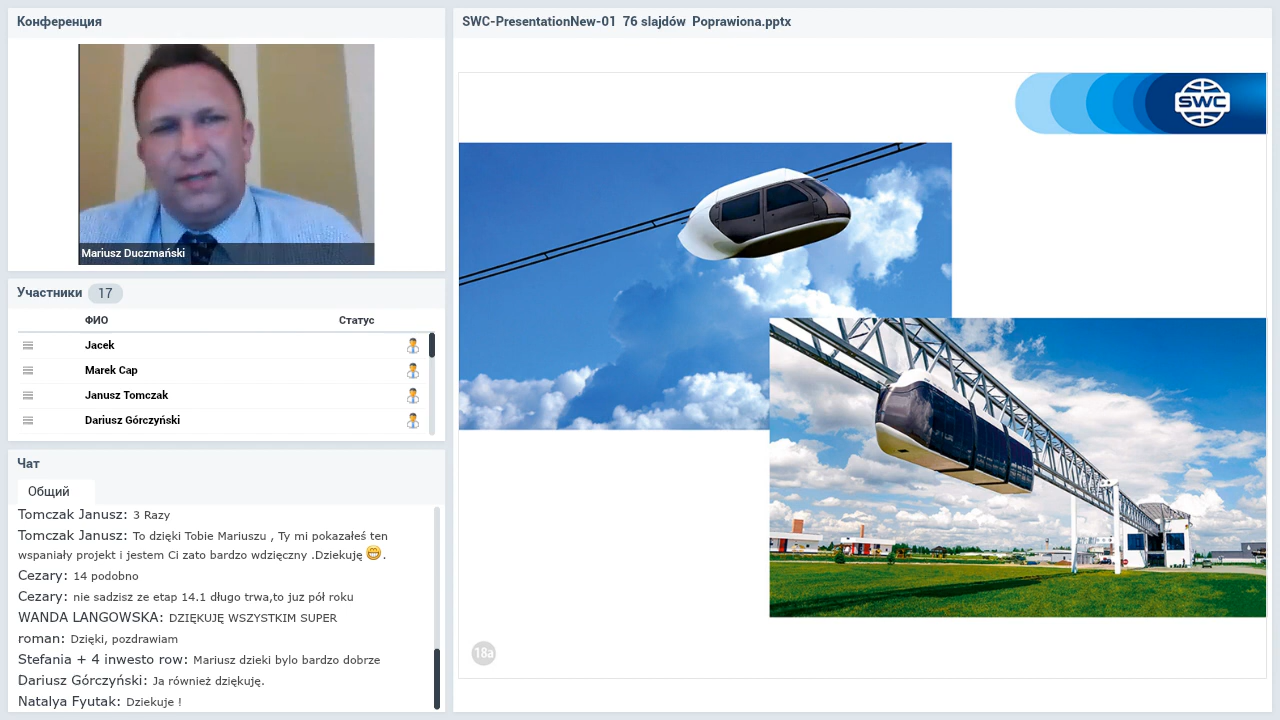 Конференция
Mariusz Duczmański
Участники 17
ФИО Статус
Jacek
Marek Cap
Janusz Tomczak
Dariusz Górczyński
Чат
Общий
Tomczak Janusz: 3 Razy
Tomczak Janusz: To dzięki Tobie Mariuszu , Ty mi pokazałeś ten
wspaniały projekt i jestem Ci zato bardzo wdzięczny .Dziekuję 😁.
Cezary: 14 podobno
Cezary: nie sadzisz ze etap 14.1 długo trwa,to juz pół roku
WANDA LANGOWSKA: DZIĘKUJĘ WSZYSTKIM SUPER
roman: Dzięki, pozdrawiam
Stefania + 4 inwesto row: Mariusz dzieki bylo bardzo dobrze
Dariusz Górczyński: Ja również dziękuję.
Natalya Fyutak: Dziekuje !
SWC-PresentationNew-01 76 slajdów Poprawiona.pptx
SWC
18a